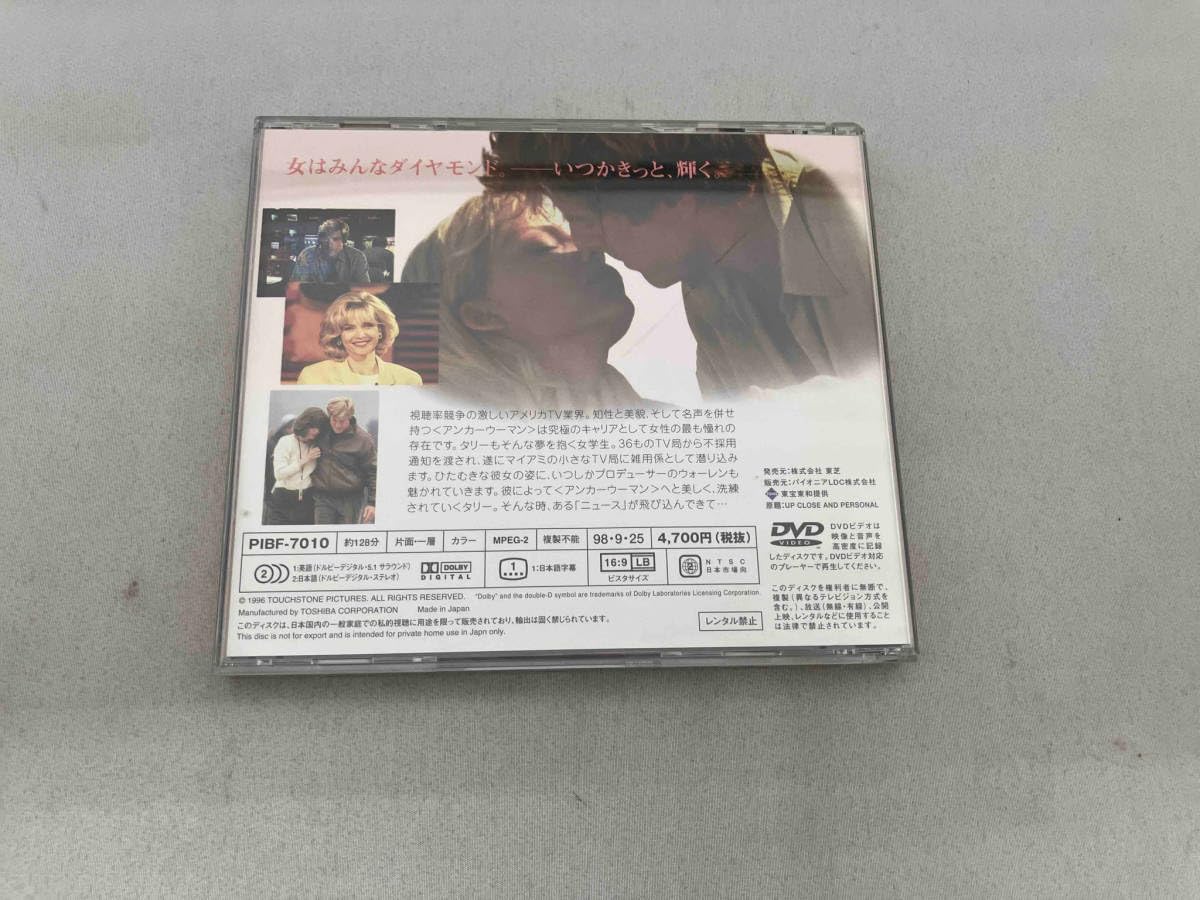 女はみんなダイヤモンド。——いつかきっと、輝く。
視聴率競争の激しいアメリカTV業界。知性と美貌、そして名声を併せ
持つ<アンカーウーマン>は究極のキャリアとして女性の最も憧れの
存在です。タリーもそんな夢を抱く女学生。36ものTV局から不採用
通知を渡され、遂にマイアミの小さなTV局に雑用係として潜り込み
ます。ひたむきな彼女の姿に、いつしかプロデューサーのウォーレンも
魅かれていきます。彼によって<アンカーウーマン>へと美しく、洗練
されていくタリー。そんな時、ある「ニュース」が飛び込んできて…
発売元:株式会社 東芝
販売元:パイオニアLDC株式会社
東宝東和提供
原題:UP CLOSE AND PERSONAL
PIBF-7010 約128分 片面・一層 カラー MPEG-2 複製不能 98・9・25 4,700円(税抜)
2 1:英語(ドルビーデジタル・5.1 サラウンド)
2:日本語(ドルビーデジタル・ステレオ)
DOLBY
DIGITAL
1 1:日本語字幕
16:9 LB
ビスタサイズ
2 NTSC
日本市場向
DVD
VIDEO
DVDビデオは
映像と音声を
高密度に記録
したディスクです。DVDビデオ対応
のプレーヤーで再生してください。
© 1996 TOUCHSTONE PICTURES. ALL RIGHTS RESERVED. "Dolby" and the double-D symbol are trademarks of Dolby Laboratories Licensing Corporation.
Manufactured by TOSHIBA CORPORATION Made in Japan
このディスクは、日本国内の一般家庭での私的視聴に用途を限って販売されており、輸出は固く禁じられています。
This disc is not for export and is intended for private home use in Japn only.
レンタル禁止
このディスクを権利者に無断で、
複製(異なるテレビジョン方式を
含む。)、放送(無線・有線)、公開
上映、レンタルなどに使用すること
は法律で禁止されています。